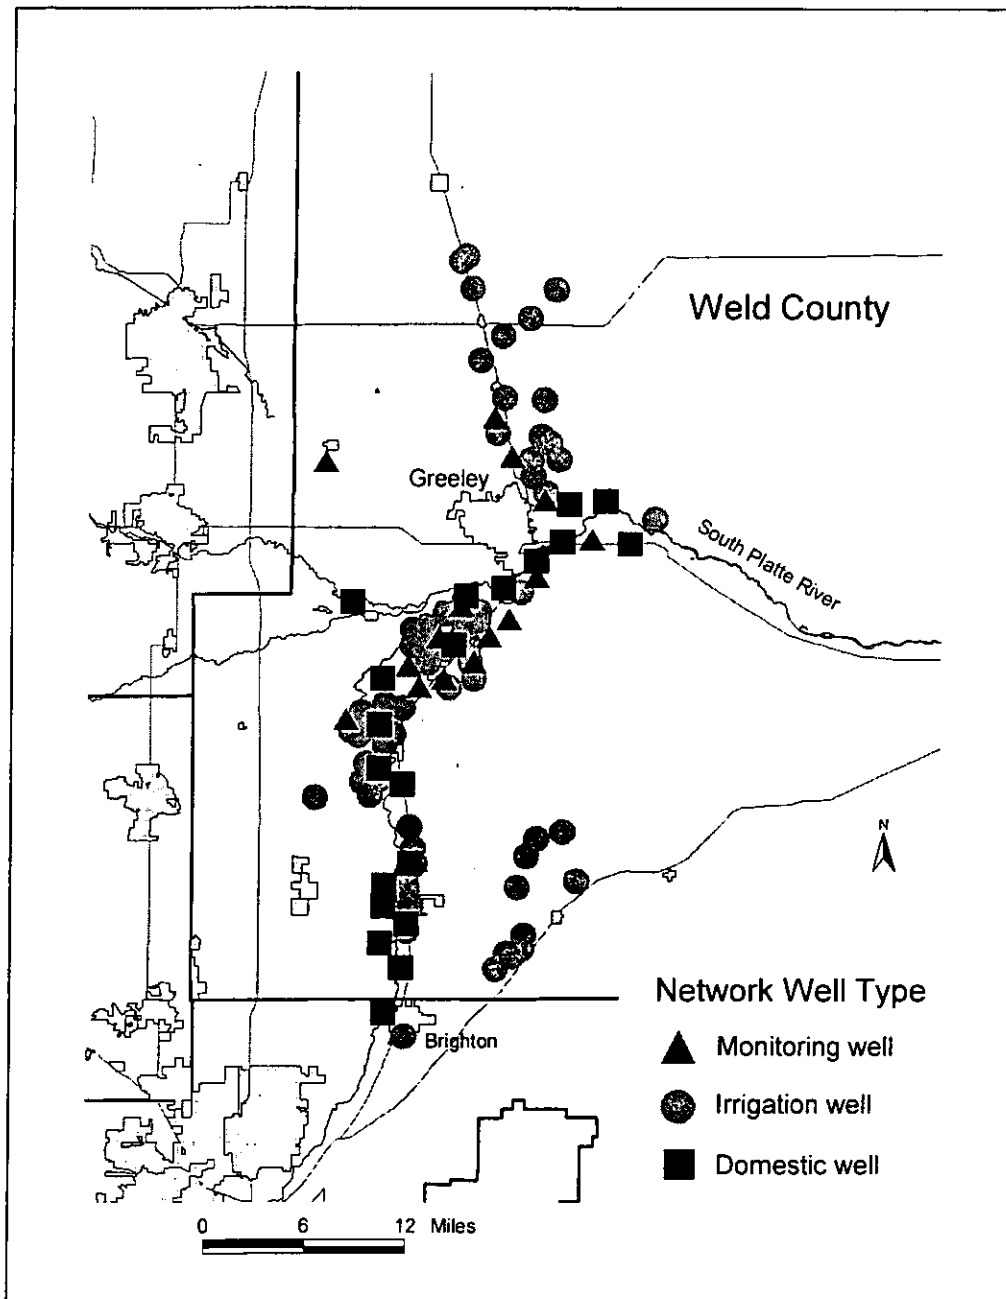 Weld County
Greeley
South Platte River
N
Network Well Type
Monitoring well
Brighton
Irrigation well
Domestic well
0 6 12 Miles